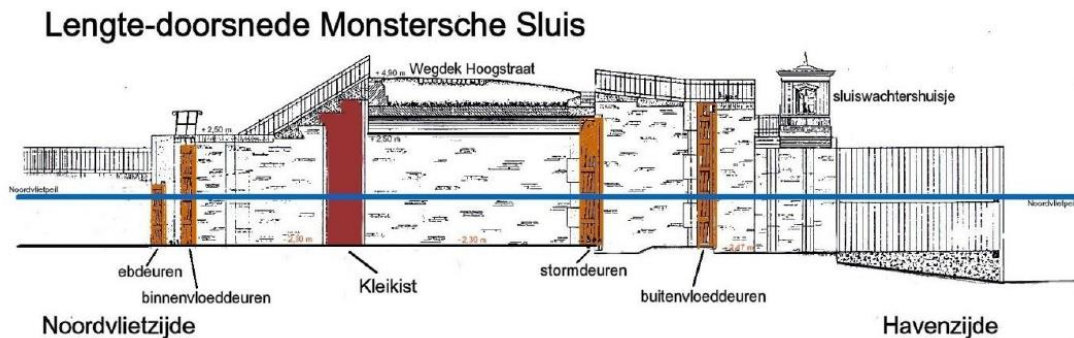 Lengte-doorsnede Monstersche Sluis
+ 4,90 m
Wegdek Hoogstraat
sluiswachtershuisje
+ 2,50 m
+ 2,50 m
Noordvlietpeil
Noordvlietpeil
- 2,30 m
- 2,30 m
ebdeuren
binnenvloeddeuren
Kleikist
stormdeuren
buitenvloeddeuren
Noordvlietzijde
Havenzijde